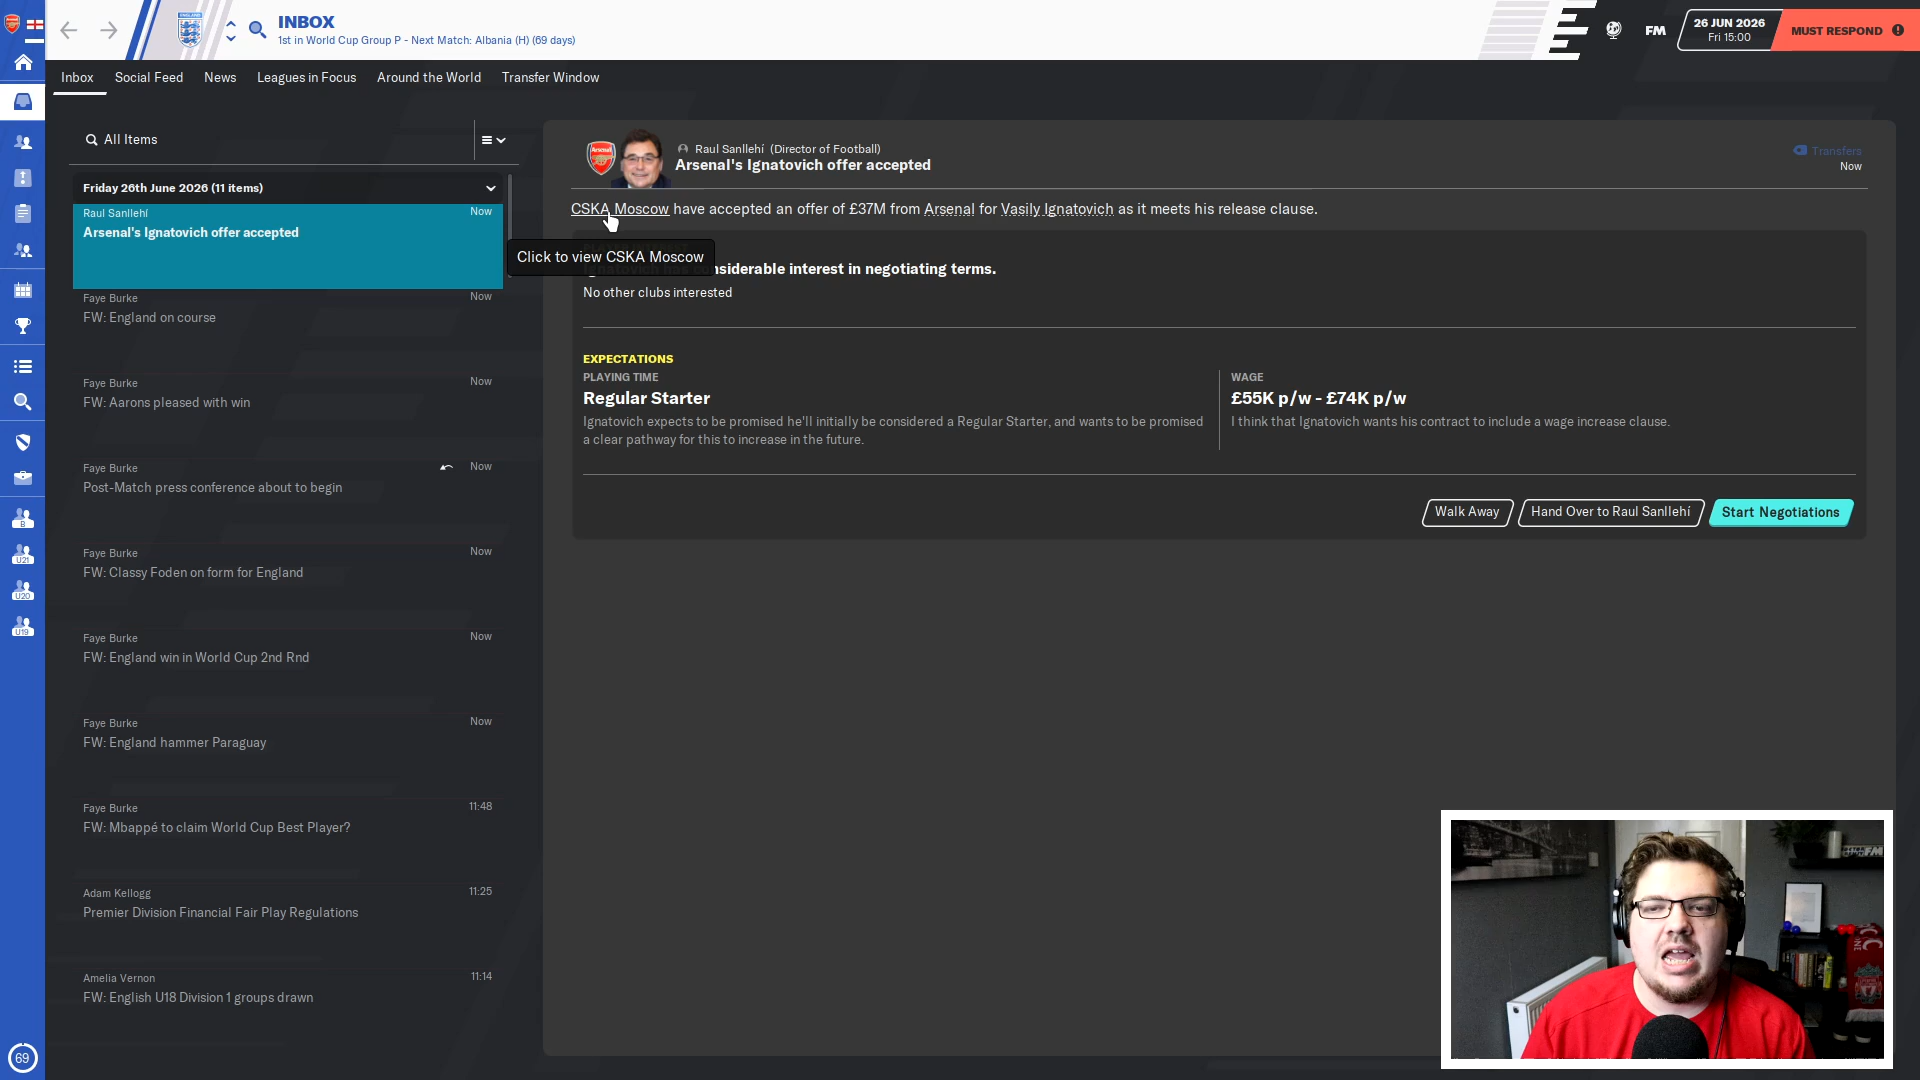 INBOX
1st in World Cup Group P - Next Match: Albania (H) (69 days)
FM
26 JUN 2026
Fri 15:00
MUST RESPOND
Inbox
Social Feed
News
Leagues in Focus
Around the World
Transfer Window
All Items
Friday 26th June 2026 (11 items)
Raul Sanllehí
Now
Arsenal's Ignatovich offer accepted
Faye Burke
Now
FW: England on course
Faye Burke
Now
FW: Aarons pleased with win
Faye Burke
Now
Post-Match press conference about to begin
Faye Burke
Now
FW: Classy Foden on form for England
Faye Burke
Now
FW: England win in World Cup 2nd Rnd
Faye Burke
Now
FW: England hammer Paraguay
Faye Burke
11:48
FW: Mbappé to claim World Cup Best Player?
Adam Kellogg
11:25
Premier Division Financial Fair Play Regulations
Amelia Vernon
11:14
FW: English U18 Division 1 groups drawn
B
U21
U20
U19
69
Raul Sanllehí (Director of Football)
Arsenal's Ignatovich offer accepted
Transfers
Now
CSKA Moscow have accepted an offer of £37M from Arsenal for Vasily Ignatovich as it meets his release clause.
Click to view CSKA Moscow
nsiderable interest in negotiating terms.
No other clubs interested
EXPECTATIONS
PLAYING TIME
Regular Starter
Ignatovich expects to be promised he'll initially be considered a Regular Starter, and wants to be promised
a clear pathway for this to increase in the future.
WAGE
£55K p/w - £74K p/w
I think that Ignatovich wants his contract to include a wage increase clause.
Walk Away
Hand Over to Raul Sanllehí
Start Negotiations